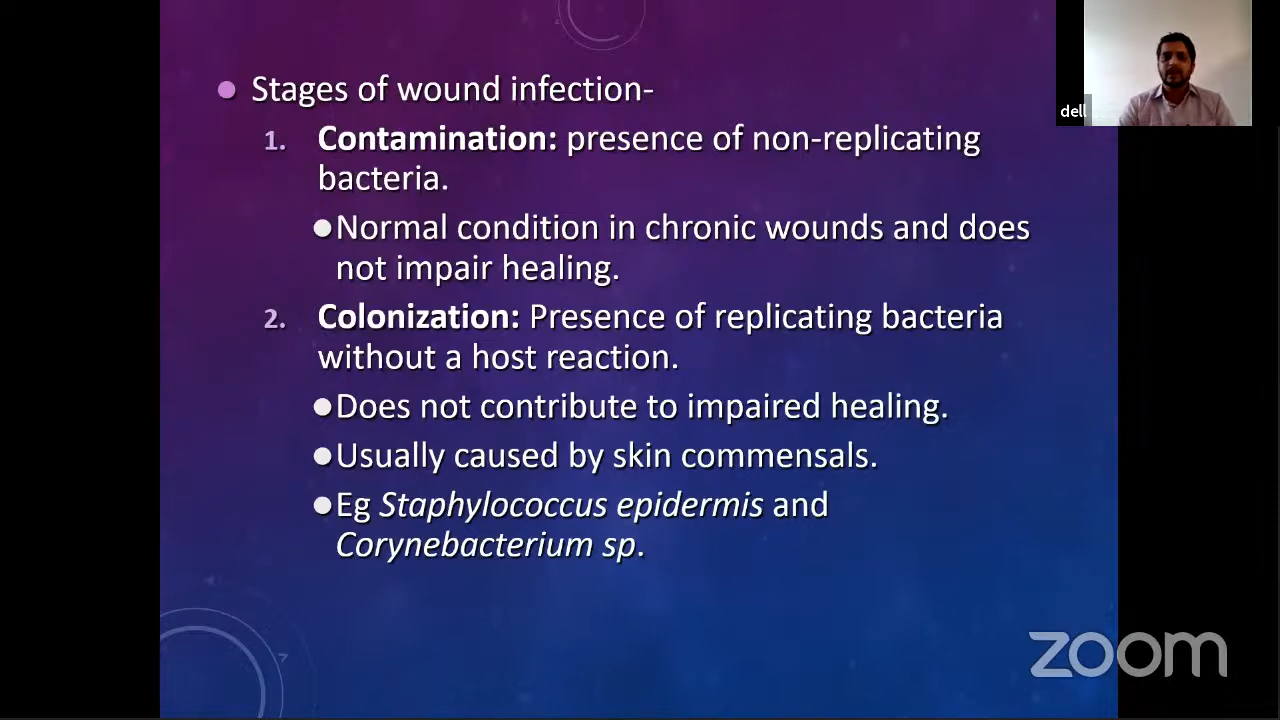 Stages of wound infection-
1. Contamination: presence of non-replicating
bacteria.
●Normal condition in chronic wounds and does
not impair healing.
2. Colonization: Presence of replicating bacteria
without a host reaction.
●Does not contribute to impaired healing.
●Usually caused by skin commensals.
●Eg Staphylococcus epidermis and
Corynebacterium sp.
dell
zoom